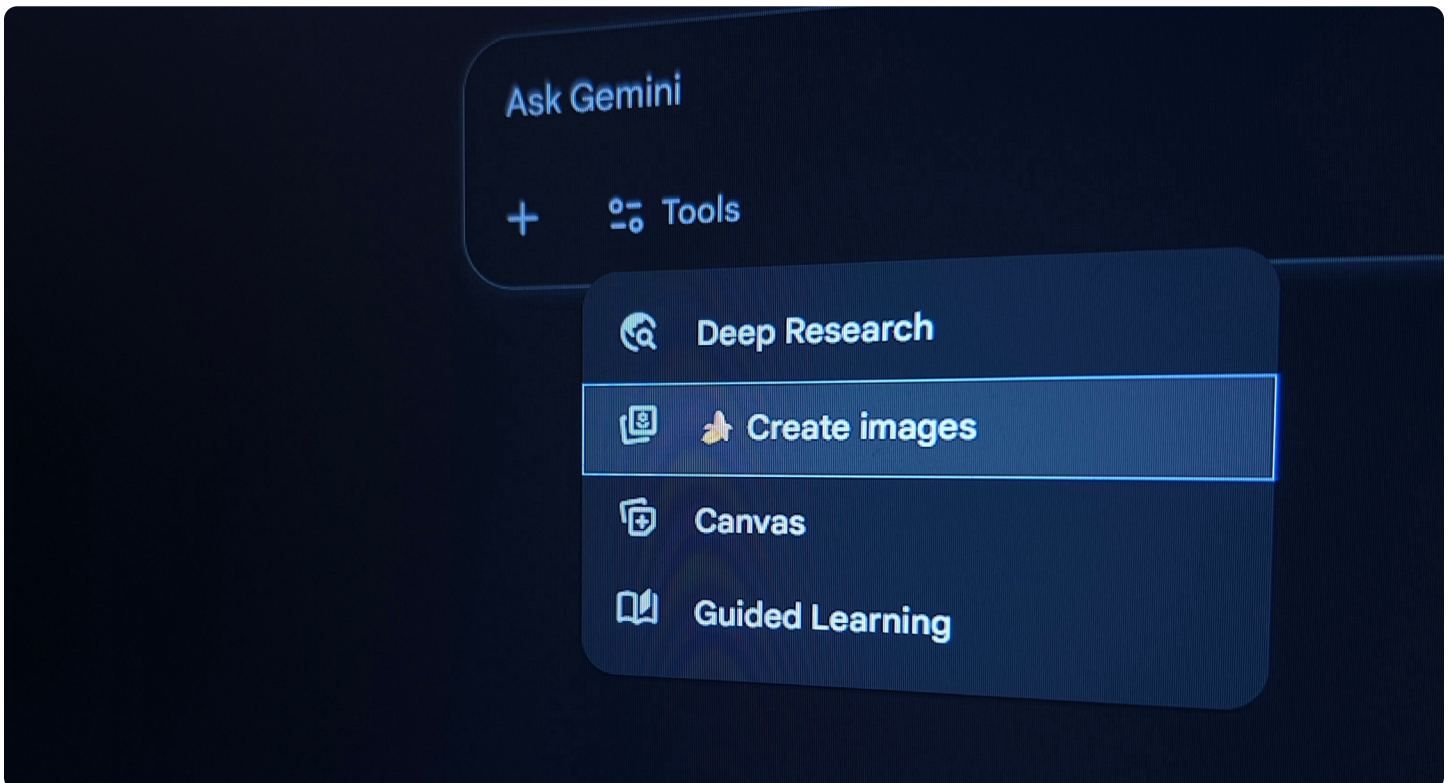 Ask Gemini
Tools
Deep Research
🍌 Create images
Canvas
Guided Learning